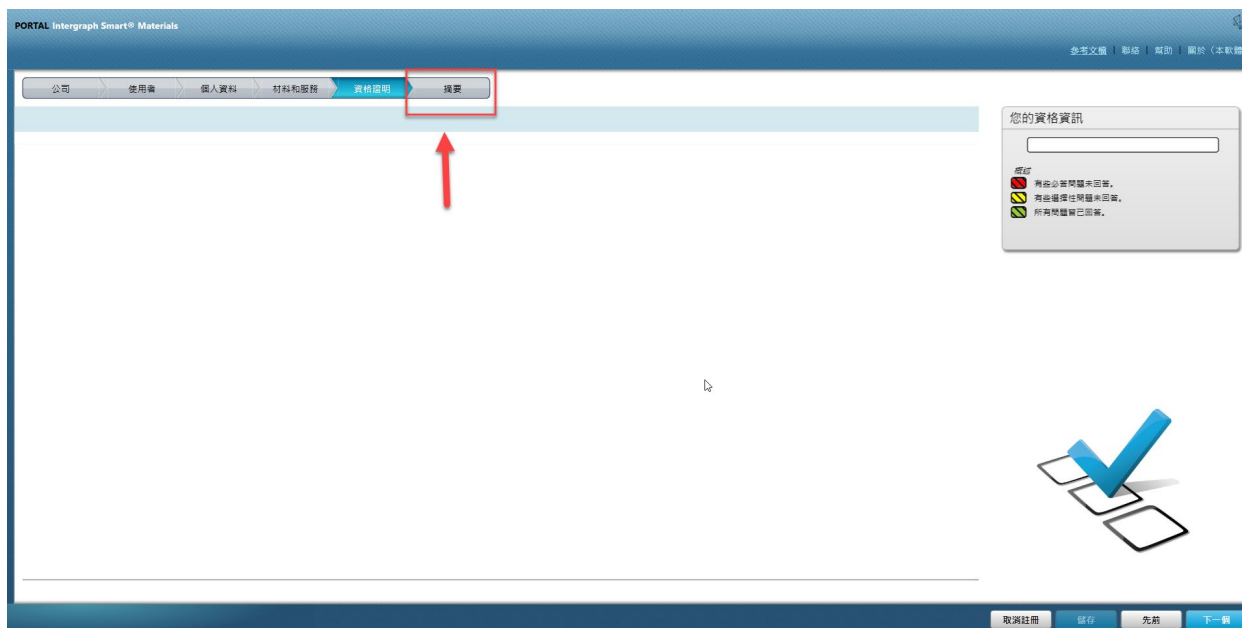 PORTAL Intergraph Smart® Materials
參考文檔 | 聯絡 | 幫助 | 關於（本軟體
公司 使用者 個人資料 材料和服務 資格證明 摘要
您的資格資訊
概述
有些必答問題未回答。
有些選擇性問題未回答。
所有問題皆已回答。
取消註冊 儲存 先前 下一個